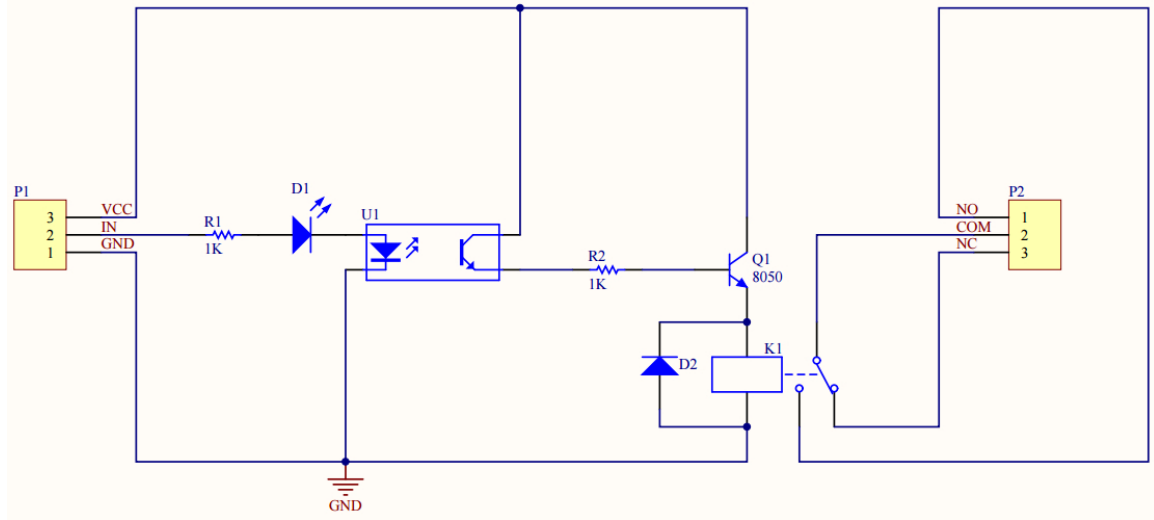 P1
3
2
1
VCC
IN
GND
R1
1K
D1
U1
R2
1K
Q1
8050
D2
K1
GND
P2
NO
COM
NC
1
2
3